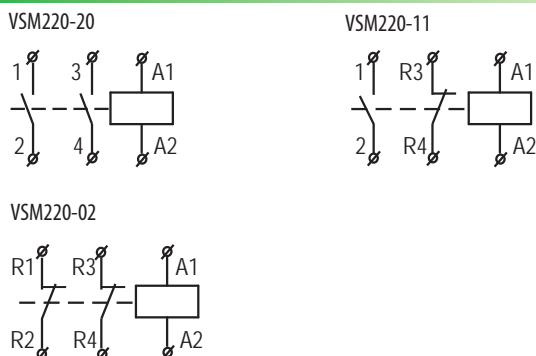 VSM220-20
1 3 A1
2 4 A2
VSM220-11
1 R3 A1
2 R4 A2
VSM220-02
R1 R3 A1
R2 R4 A2